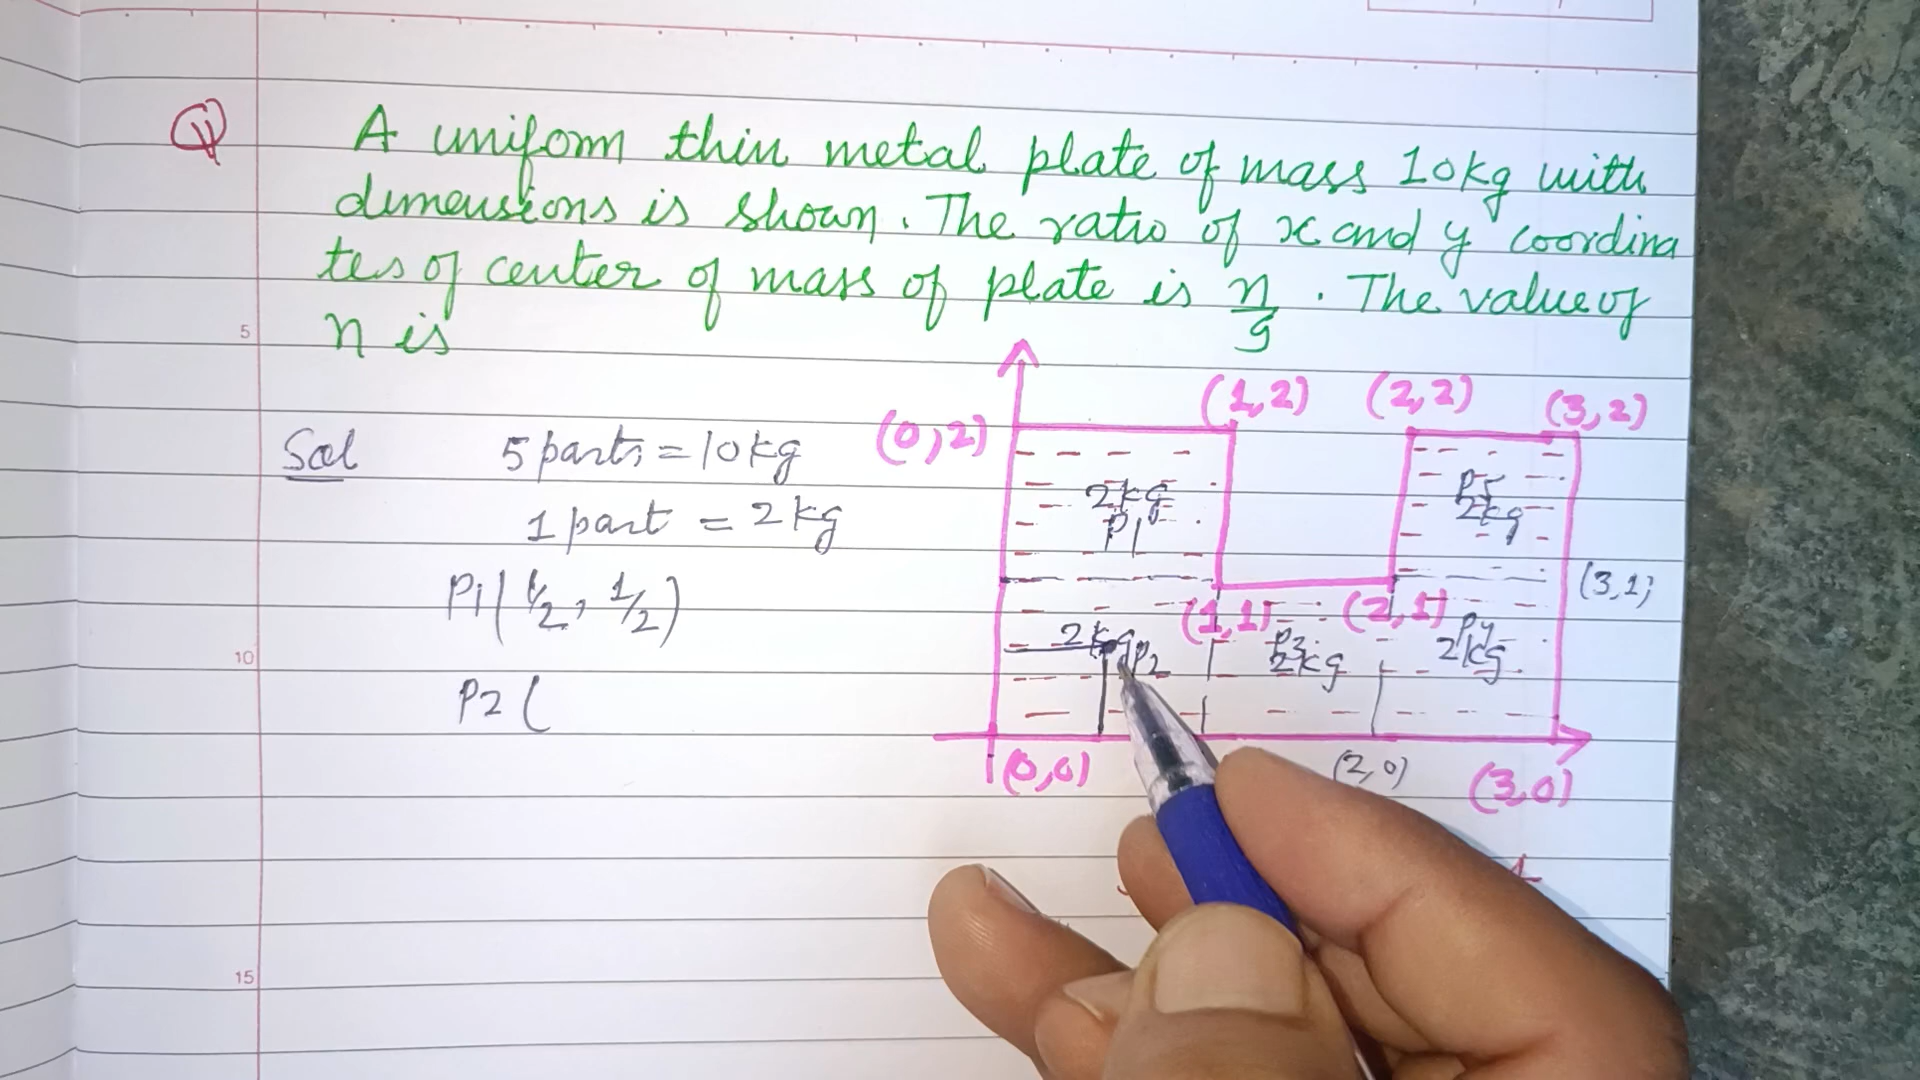 Q
A uniform thin metal plate of mass 10kg with
dimensions is shown. The ratio of x and y coordina
tes of center of mass of plate is n/9. The value of
n is
5
Sol 5 parts = 10kg
1 part = 2kg
P1(1/2, 1/2)
10
P2 (
15
(0,2)
(1,2)
(2,2)
(3,2)
2kg
P1
P5
2kg
(3,1)
(1,1)
(2,1)
2kg P2
P3
2kg
P4
2kg
(0,0)
(2,0)
(3,0)